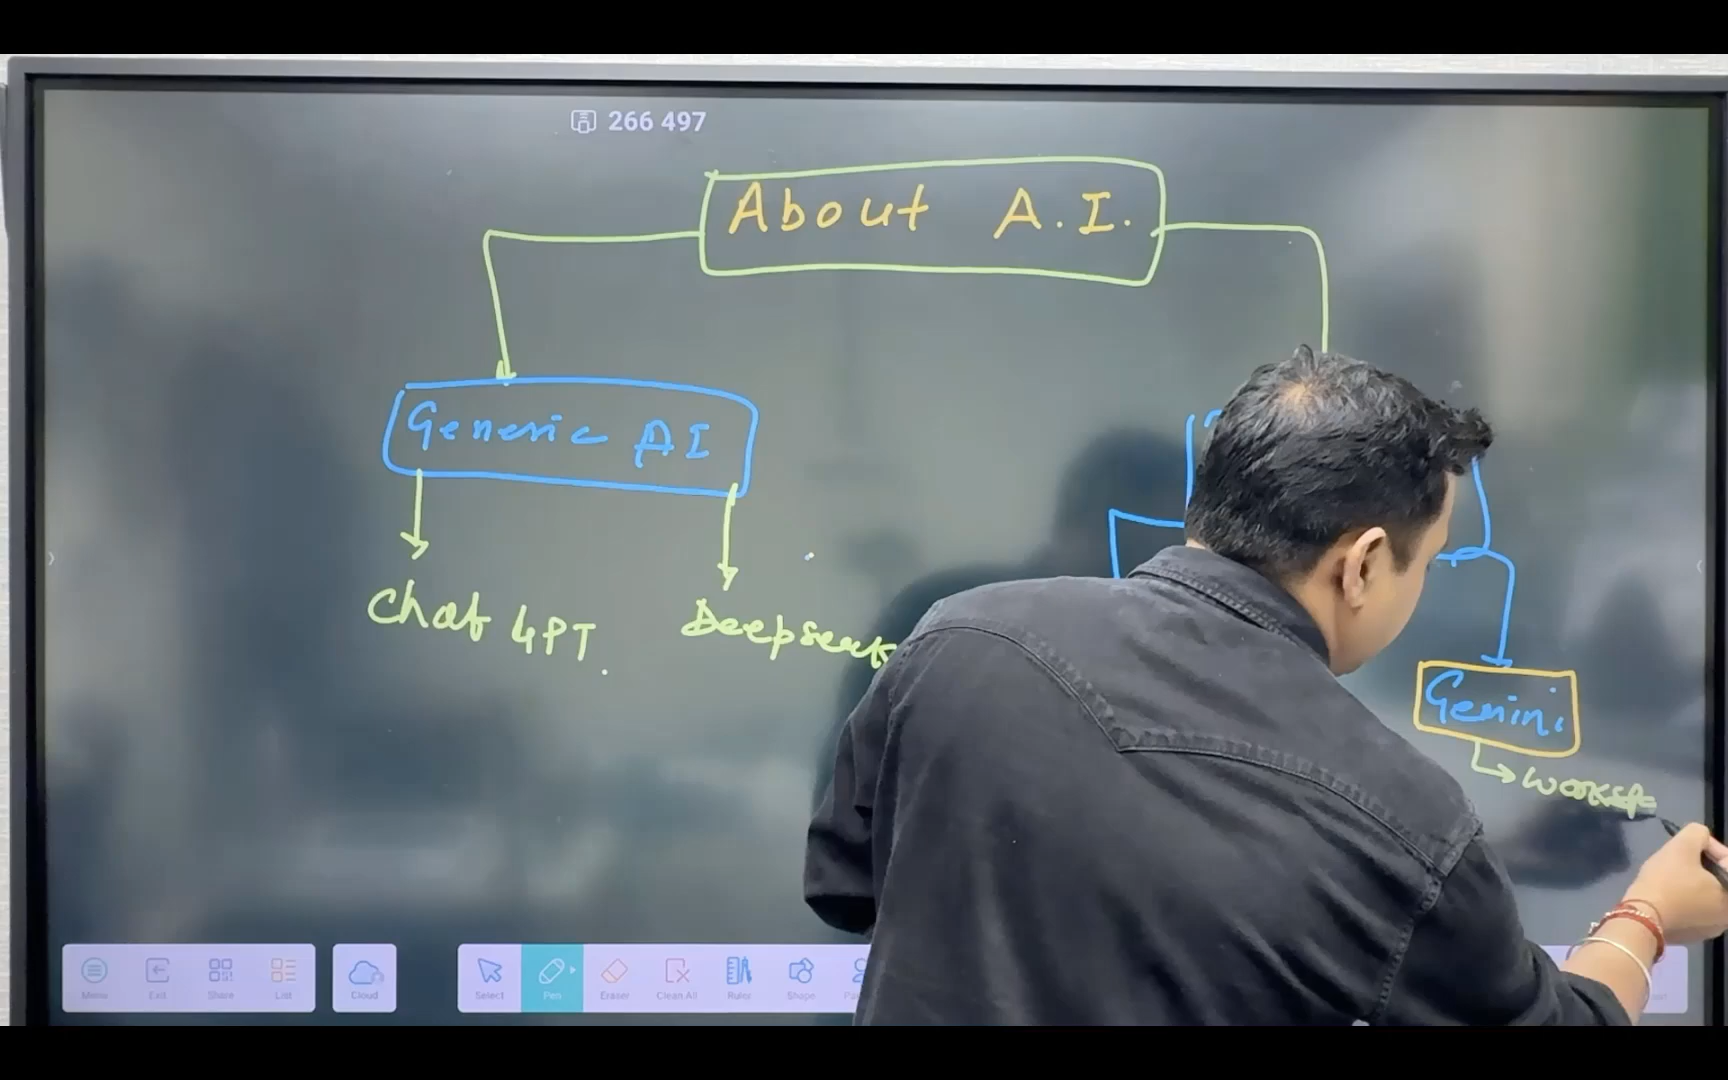 266 497
About A.I.
Generic AI
Chat GPT.
Deepseek
Gemini
Menu
Exit
Share
List
Cloud
Select
Pen
Eraser
Clean All
Ruler
Shape